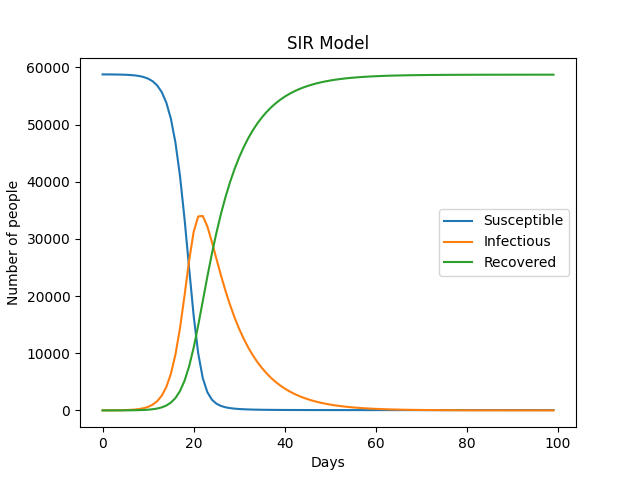 SIR Model
Number of people
60000
50000
40000
30000
20000
10000
0
Susceptible
Infectious
Recovered
0 20 40 60 80 100
Days